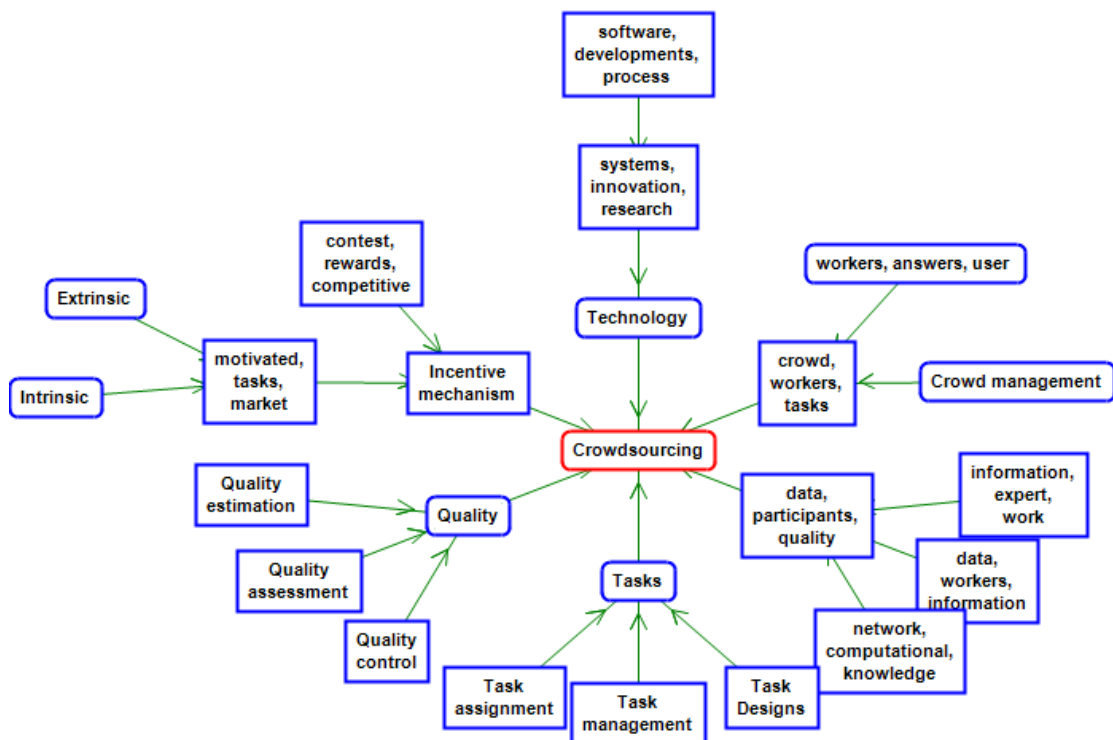 software,
developments,
process
systems,
innovation,
research
contest,
rewards,
competitive
workers, answers, user
Extrinsic
Technology
motivated,
tasks,
market
Incentive
mechanism
crowd,
workers,
tasks
Crowd management
Intrinsic
Crowdsourcing
Quality
estimation
Quality
data,
participants,
quality
information,
expert,
work
Quality
assessment
Tasks
data,
workers,
information
Quality
control
network,
computational,
knowledge
Task
assignment
Task
management
Task
Designs